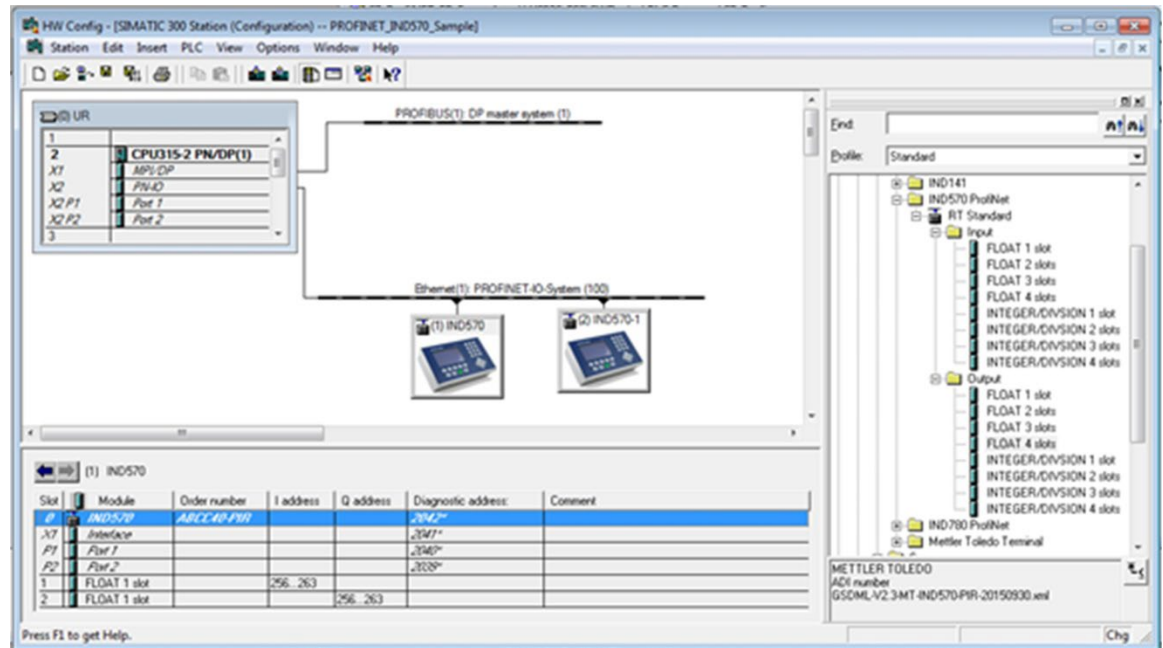 HW Config - [SIMATIC 300 Station (Configuration) -- PROFINET_IND570_Sample]
Station Edit Insert PLC View Options Window Help
(0) UR
1
2 CPU315-2 PN/DP(1)
X1 MPI/DP
X2 PN-IO
X2 P1 Port 1
X2 P2 Port 2
3
PROFIBUS(1): DP master system (1)
Ethernet(1): PROFINET-IO-System (100)
(1) IND570
(2) IND570-1
Find:
Profile: Standard
IND141
IND570 ProfiNet
RT Standard
Input
FLOAT 1 slot
FLOAT 2 slots
FLOAT 3 slots
FLOAT 4 slots
INTEGER/DIVSION 1 slot
INTEGER/DIVSION 2 slots
INTEGER/DIVSION 3 slots
INTEGER/DIVSION 4 slots
Output
FLOAT 1 slot
FLOAT 2 slots
FLOAT 3 slots
FLOAT 4 slots
INTEGER/DIVSION 1 slot
INTEGER/DIVSION 2 slots
INTEGER/DIVSION 3 slots
INTEGER/DIVSION 4 slots
IND780 ProfiNet
Mettler Toledo Terminal
METTLER TOLEDO
ADI number
GSDML-V2.3-MT-IND570-PIR-20150930.xml
(1) IND570
Slot Module Order number I address Q address Diagnostic address: Comment
0 IND570 ABCC40-PIR 2042*
X1 Interface 2041*
P1 Port 1 2040*
P2 Port 2 2039*
1 FLOAT 1 slot 256...263
2 FLOAT 1 slot 256...263
Press F1 to get Help.
Chg